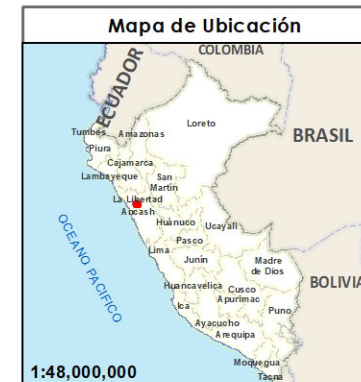 Mapa de Ubicación
COLOMBIA
ECUADOR
Loreto
Tumbes
Amazonas
BRASIL
Piura
Cajamarca
Lambayeque
San
Martin
La Libertad
Ancash
Huánuco
Ucayali
OCEANO PACIFICO
Pasco
Lima
Junín
Madre
de Dios
BOLIVIA
Huancavelica
Cusco
Apurimac
Ica
Puno
Ayacucho
Arequipa
Moquegua
Tacna
1:48,000,000